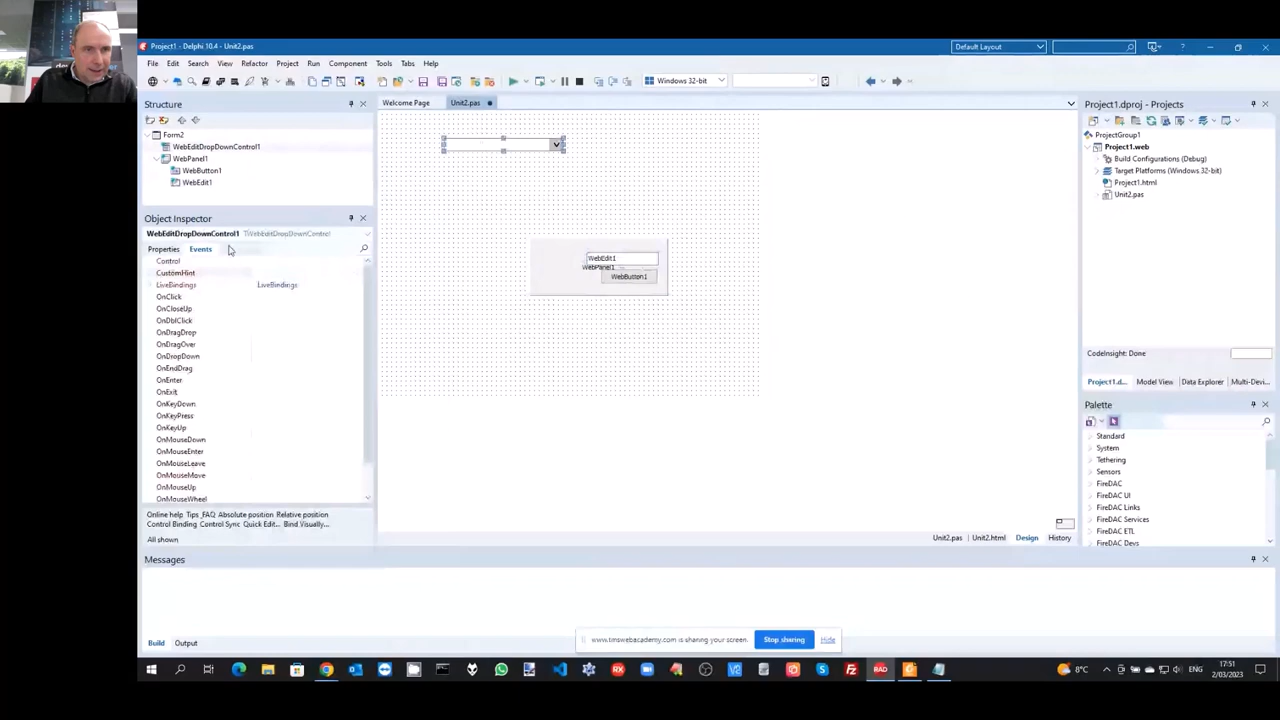 Project1 - Delphi 10.4 - Unit2.pas
Default Layout
File Edit Search View Refactor Project Run Component Tools Tabs Help
Windows 32-bit
Structure
Form2
WebEditDropDownControl1
WebPanel1
WebButton1
WebEdit1
Object Inspector
WebEditDropDownControl1 TWebEditDropDownControl
Properties Events
Control
CustomHint
LiveBindings LiveBindings
OnClick
OnCloseUp
OnDblClick
OnDragDrop
OnDragOver
OnDropDown
OnEndDrag
OnEnter
OnExit
OnKeyDown
OnKeyPress
OnKeyUp
OnMouseDown
OnMouseEnter
OnMouseLeave
OnMouseMove
OnMouseUp
OnMouseWheel
Online help Tips_FAQ Absolute position Relative position
Control Binding Control Sync Quick Edit... Bind Visually...
All shown
Welcome Page Unit2.pas
WebEdit1
WebPanel1
WebButton1
Unit2.pas Unit2.html Design History
Project1.dproj - Projects
ProjectGroup1
Project1.web
Build Configurations (Debug)
Target Platforms (Windows 32-bit)
Project1.html
Unit2.pas
CodeInsight: Done
Project1.d... Model View Data Explorer Multi-Devi...
Palette
Standard
System
Tethering
Sensors
FireDAC
FireDAC UI
FireDAC Links
FireDAC Services
FireDAC ETL
FireDAC Devs
Messages
Build Output
www.tmswebacademy.com is sharing your screen. Stop sharing Hide
8°C ENG
17:51
2/03/2023